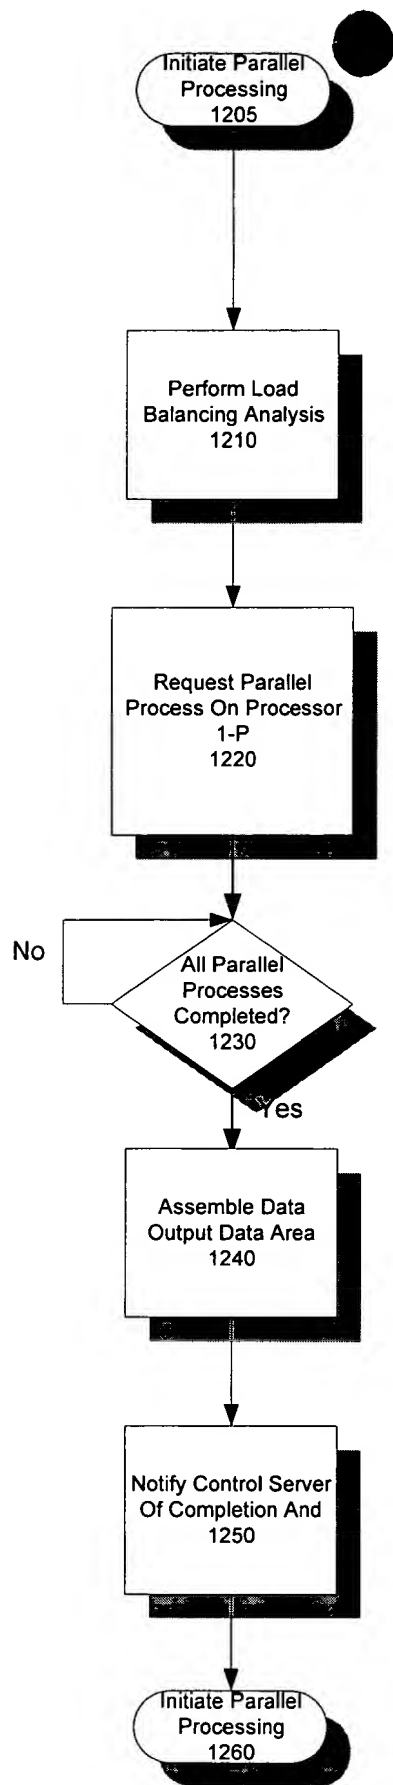 Initiate Parallel
Processing
1205
Perform Load
Balancing Analysis
1210
Request Parallel
Process On Processor
1-P
1220
No
All Parallel
Processes
Completed?
1230
Yes
Assemble Data
Output Data Area
1240
Notify Control Server
Of Completion And
1250
Initiate Parallel
Processing
1260